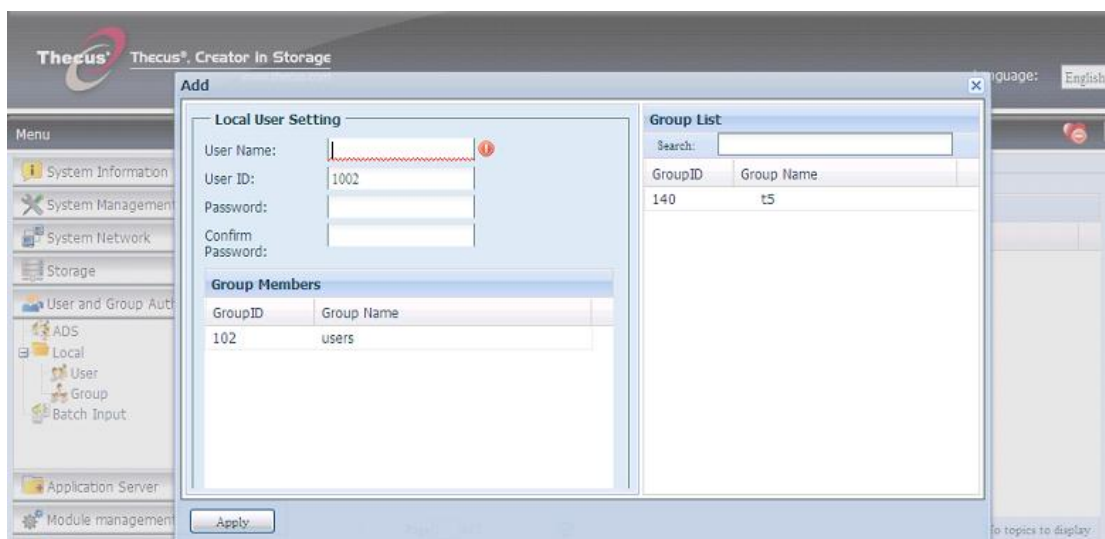 Thecus®
Thecus®, Creator in Storage
Language:
English
Add
Menu
System Information
System Management
System Network
Storage
User and Group Auth
ADS
Local
User
Group
Batch Input
Application Server
Module management
Local User Setting
User Name:
User ID:
1002
Password:
Confirm
Password:
Group Members
GroupID
Group Name
102
users
Group List
Search:
GroupID
Group Name
140
t5
Apply
No topics to display